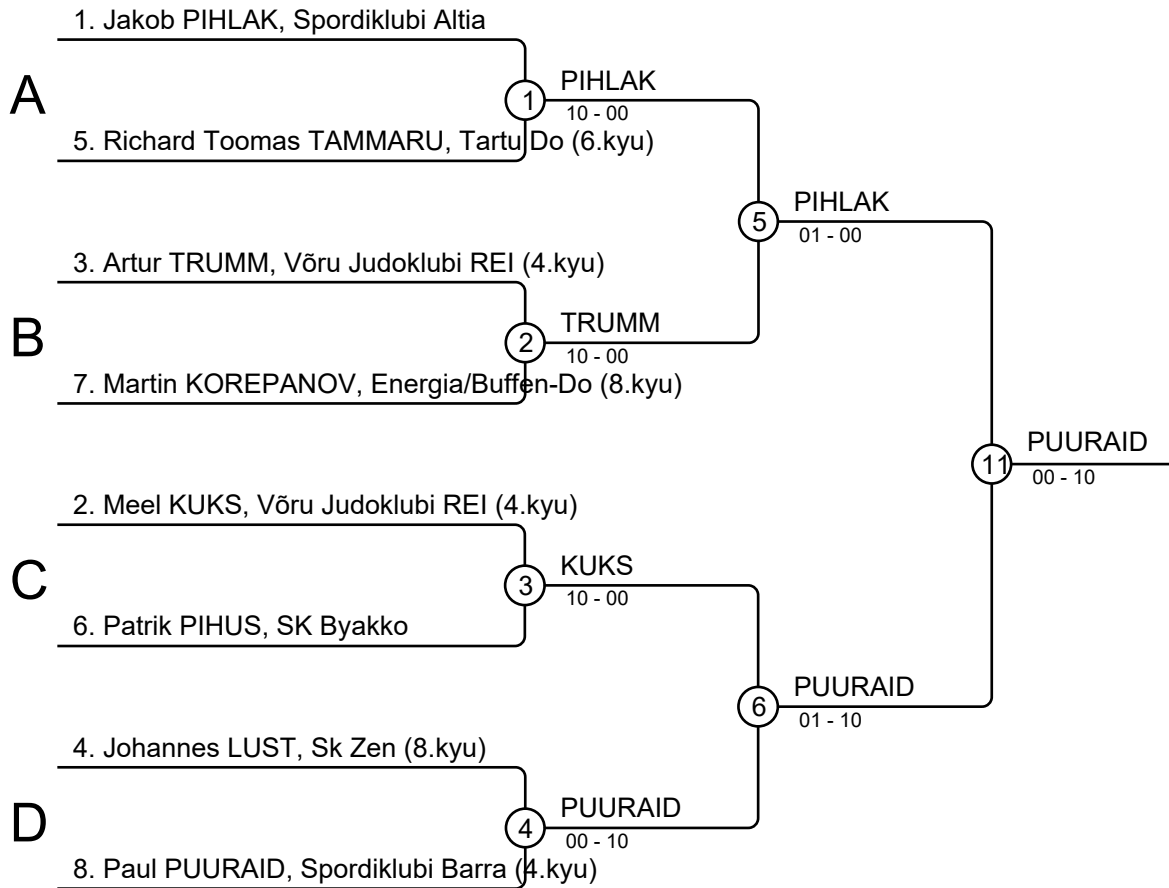 1. Jakob PIHLAK, Spordiklubi Altia
A
1
PIHLAK
10 - 00
5. Richard Toomas TAMMARU, Tartu Do (6.kyu)
5
PIHLAK
01 - 00
3. Artur TRUMM, Võru Judoklubi REI (4.kyu)
B
2
TRUMM
10 - 00
7. Martin KOREPANOV, Energia/Buffen-Do (8.kyu)
11
PUURAID
00 - 10
2. Meel KUKS, Võru Judoklubi REI (4.kyu)
C
3
KUKS
10 - 00
6. Patrik PIHUS, SK Byakko
6
PUURAID
01 - 10
4. Johannes LUST, Sk Zen (8.kyu)
D
4
PUURAID
00 - 10
8. Paul PUURAID, Spordiklubi Barra (4.kyu)